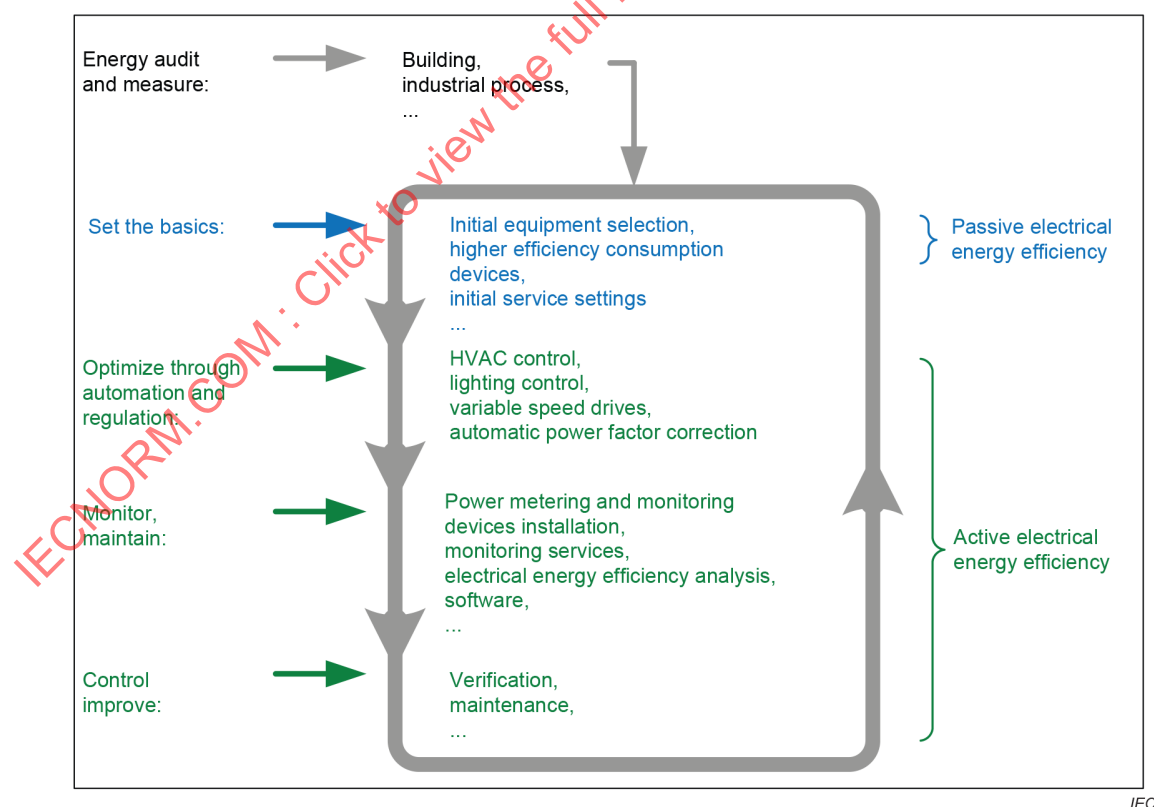 Energy audit
and measure:
Building,
industrial process,
...
Set the basics:
Initial equipment selection,
higher efficiency consumption
devices,
initial service settings
...
Passive electrical
energy efficiency
Optimize through
automation and
regulation:
HVAC control,
lighting control,
variable speed drives,
automatic power factor correction
Monitor,
maintain:
Power metering and monitoring
devices installation,
monitoring services,
electrical energy efficiency analysis,
software,
...
Active electrical
energy efficiency
Control
improve:
Verification,
maintenance,
...
IEC
IECNORM.COM : Click to view the full